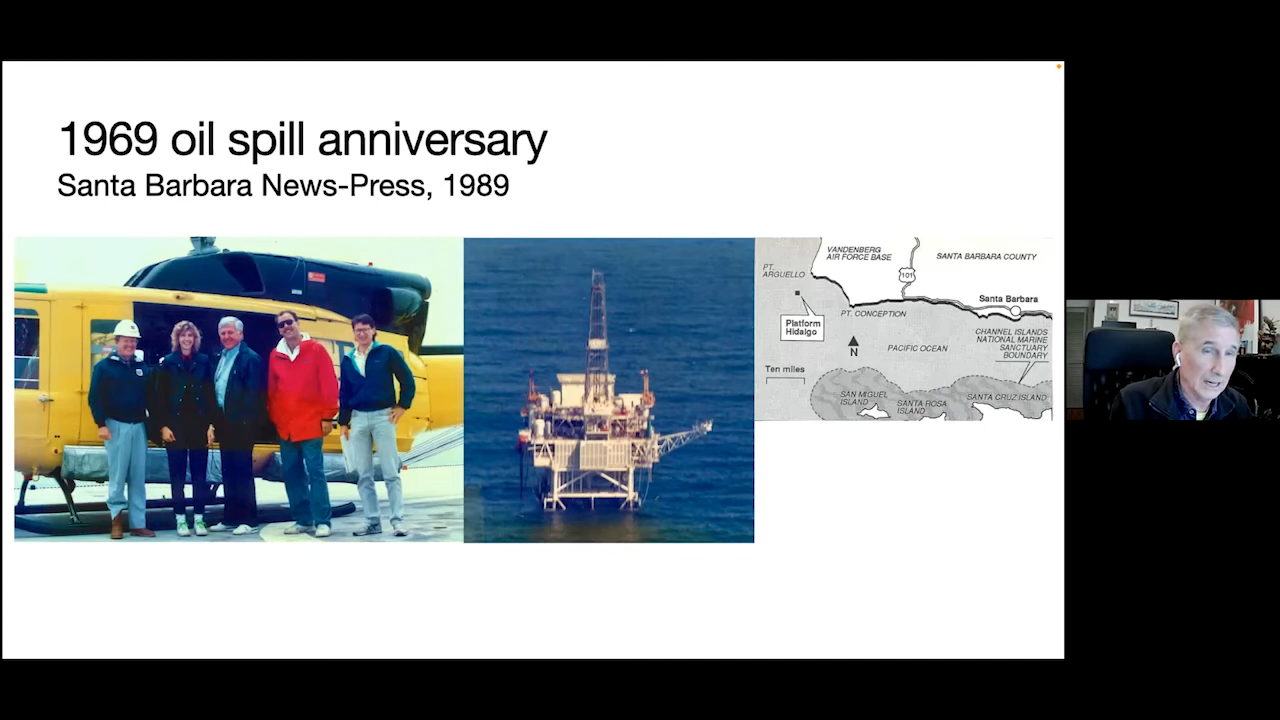 1969 oil spill anniversary
Santa Barbara News-Press, 1989
VANDENBERG
AIR FORCE BASE
SANTA BARBARA COUNTY
PT.
ARGUELLO
101
Santa Barbara
Platform
Hidalgo
PT. CONCEPTION
N
PACIFIC OCEAN
CHANNEL ISLANDS
NATIONAL MARINE
SANCTUARY
BOUNDARY
Ten miles
SAN MIGUEL
ISLAND
SANTA ROSA
ISLAND
SANTA CRUZ ISLAND